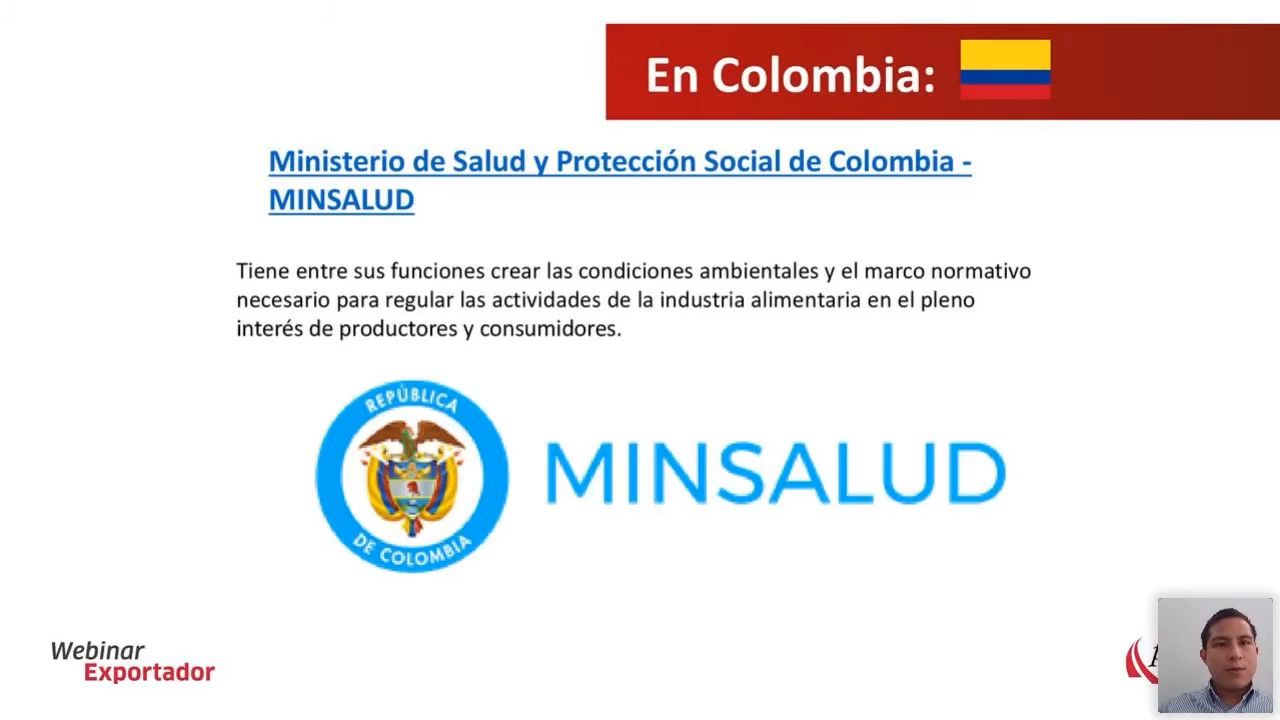 En Colombia:
Ministerio de Salud y Protección Social de Colombia -
MINSALUD
Tiene entre sus funciones crear las condiciones ambientales y el marco normativo
necesario para regular las actividades de la industria alimentaria en el pleno
interés de productores y consumidores.
REPÚBLICA
DE COLOMBIA
MINSALUD
Webinar
Exportador